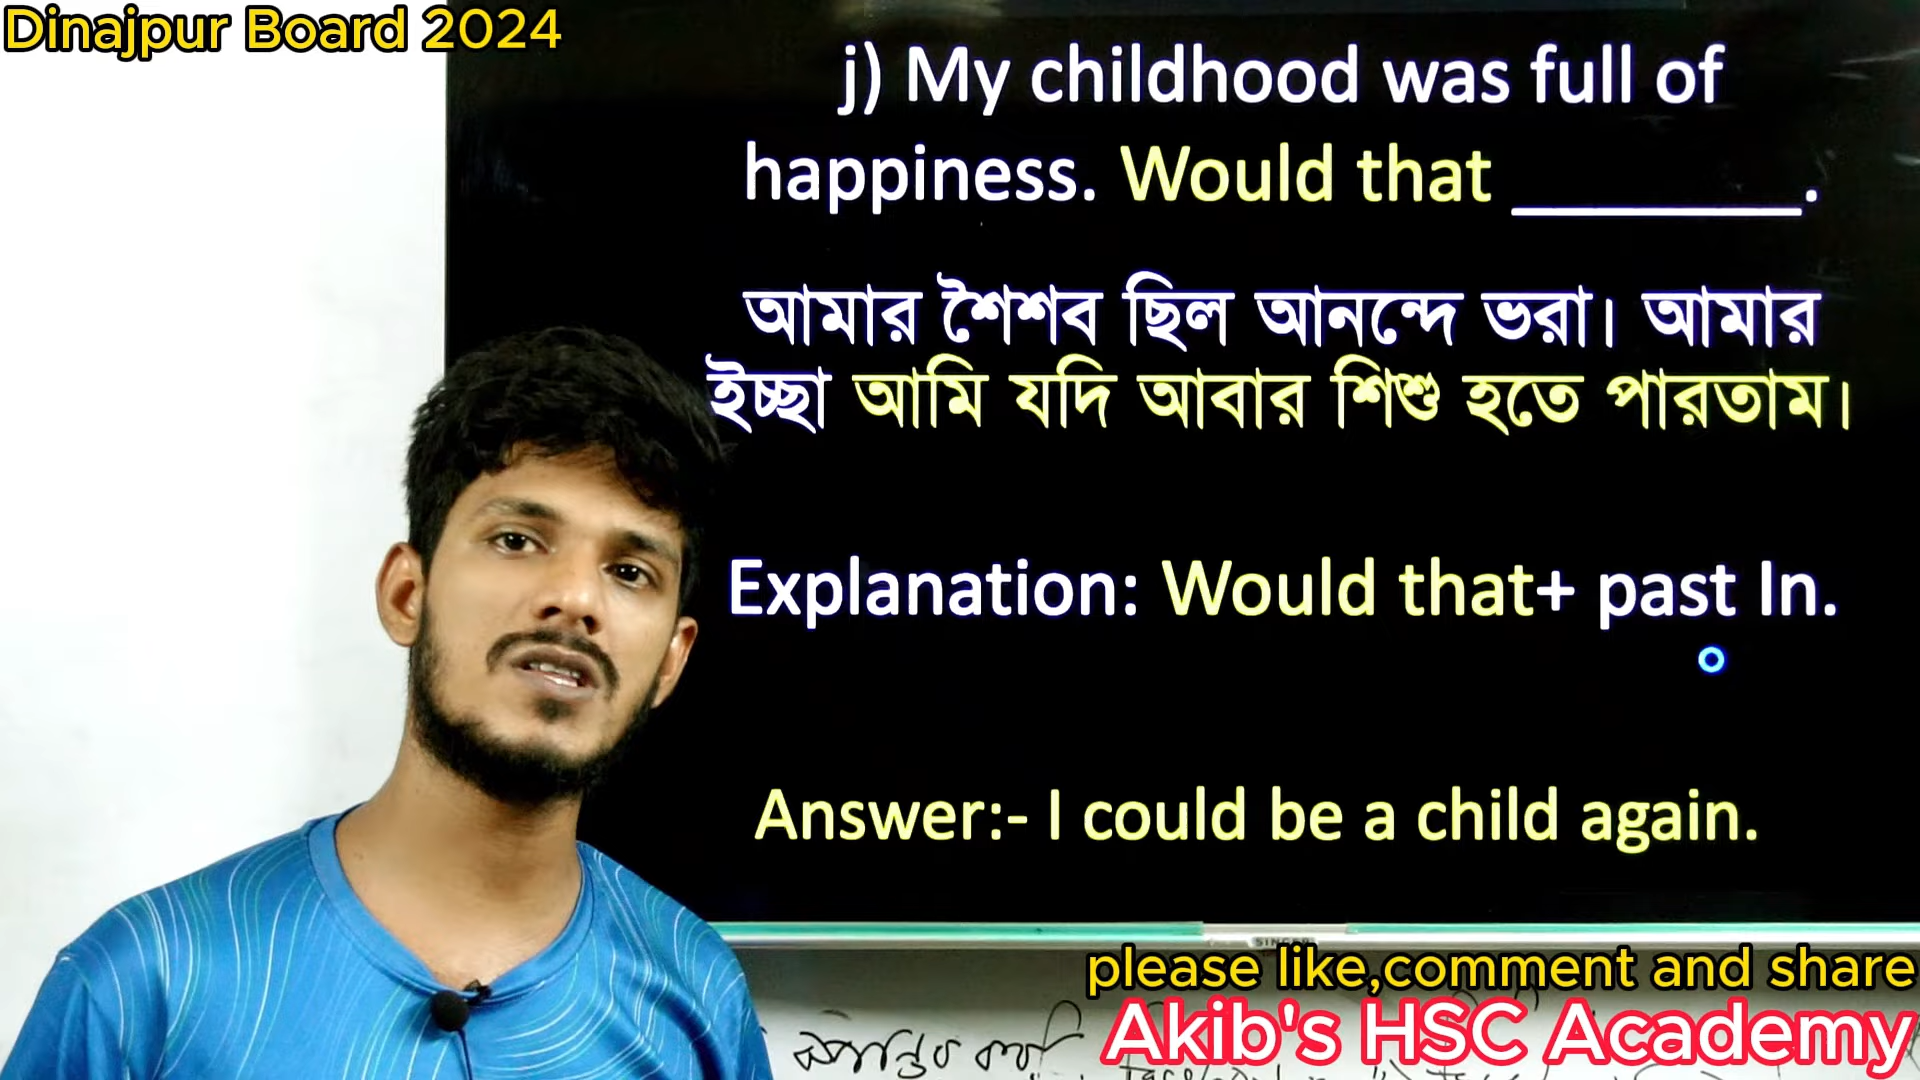 Dinajpur Board 2024
j) My childhood was full of
happiness. Would that ________.
আমার শৈশব ছিল আনন্দে ভরা। আমার
ইচ্ছা আমি যদি আবার শিশু হতে পারতাম।
Explanation: Would that+ past In.
Answer:- I could be a child again.
SINGER
please like,comment and share
Akib's HSC Academy